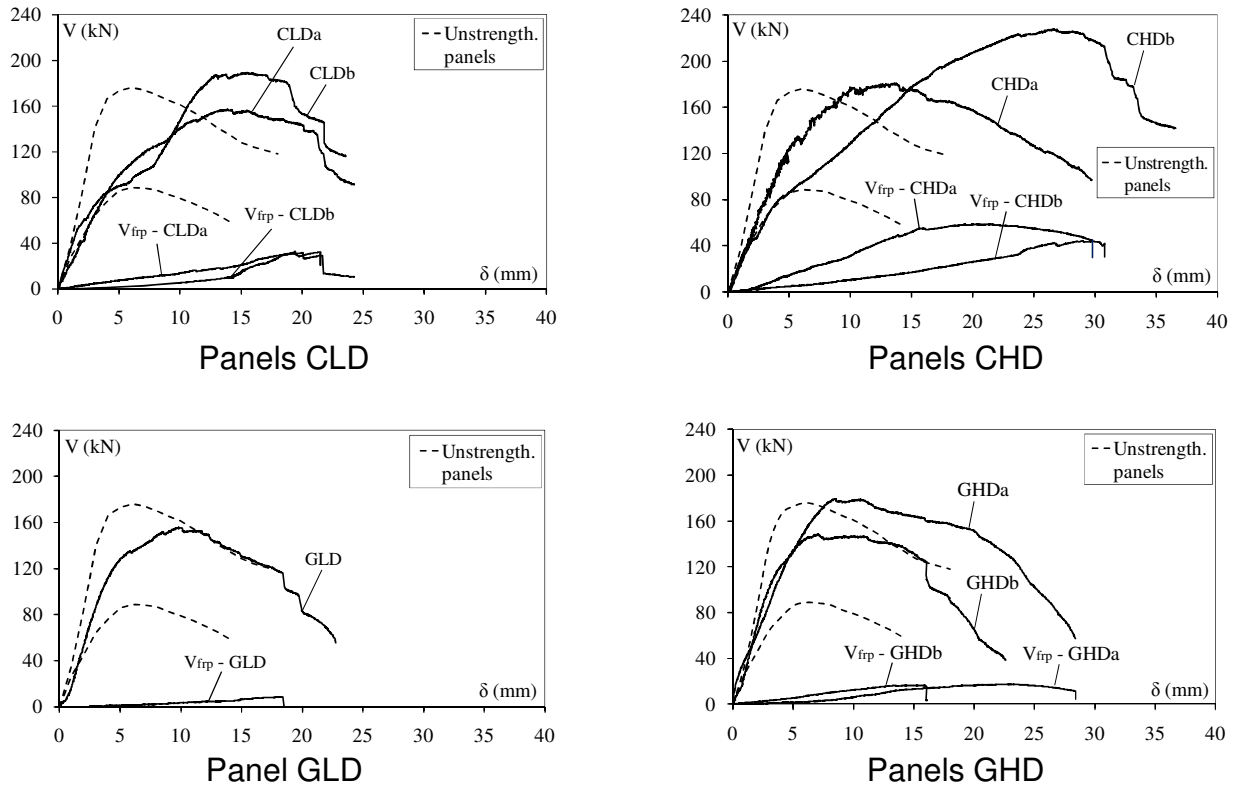 V (kN)
240
200
160
120
80
40
0
CLDa
CLDb
Unstrength.
panels
Vfrp - CLDb
Vfrp - CLDa
δ (mm)
0 5 10 15 20 25 30 35 40
Panels CLD
V (kN)
240
200
160
120
80
40
0
CHDb
CHDa
Unstrength.
panels
Vfrp - CHDa
Vfrp - CHDb
δ (mm)
0 5 10 15 20 25 30 35 40
Panels CHD
V (kN)
240
200
160
120
80
40
0
Unstrength.
panels
GLD
Vfrp - GLD
δ (mm)
0 5 10 15 20 25 30 35 40
Panel GLD
V (kN)
240
200
160
120
80
40
0
Unstrength.
panels
GHDa
GHDb
Vfrp - GHDb
Vfrp - GHDa
δ (mm)
0 5 10 15 20 25 30 35 40
Panels GHD